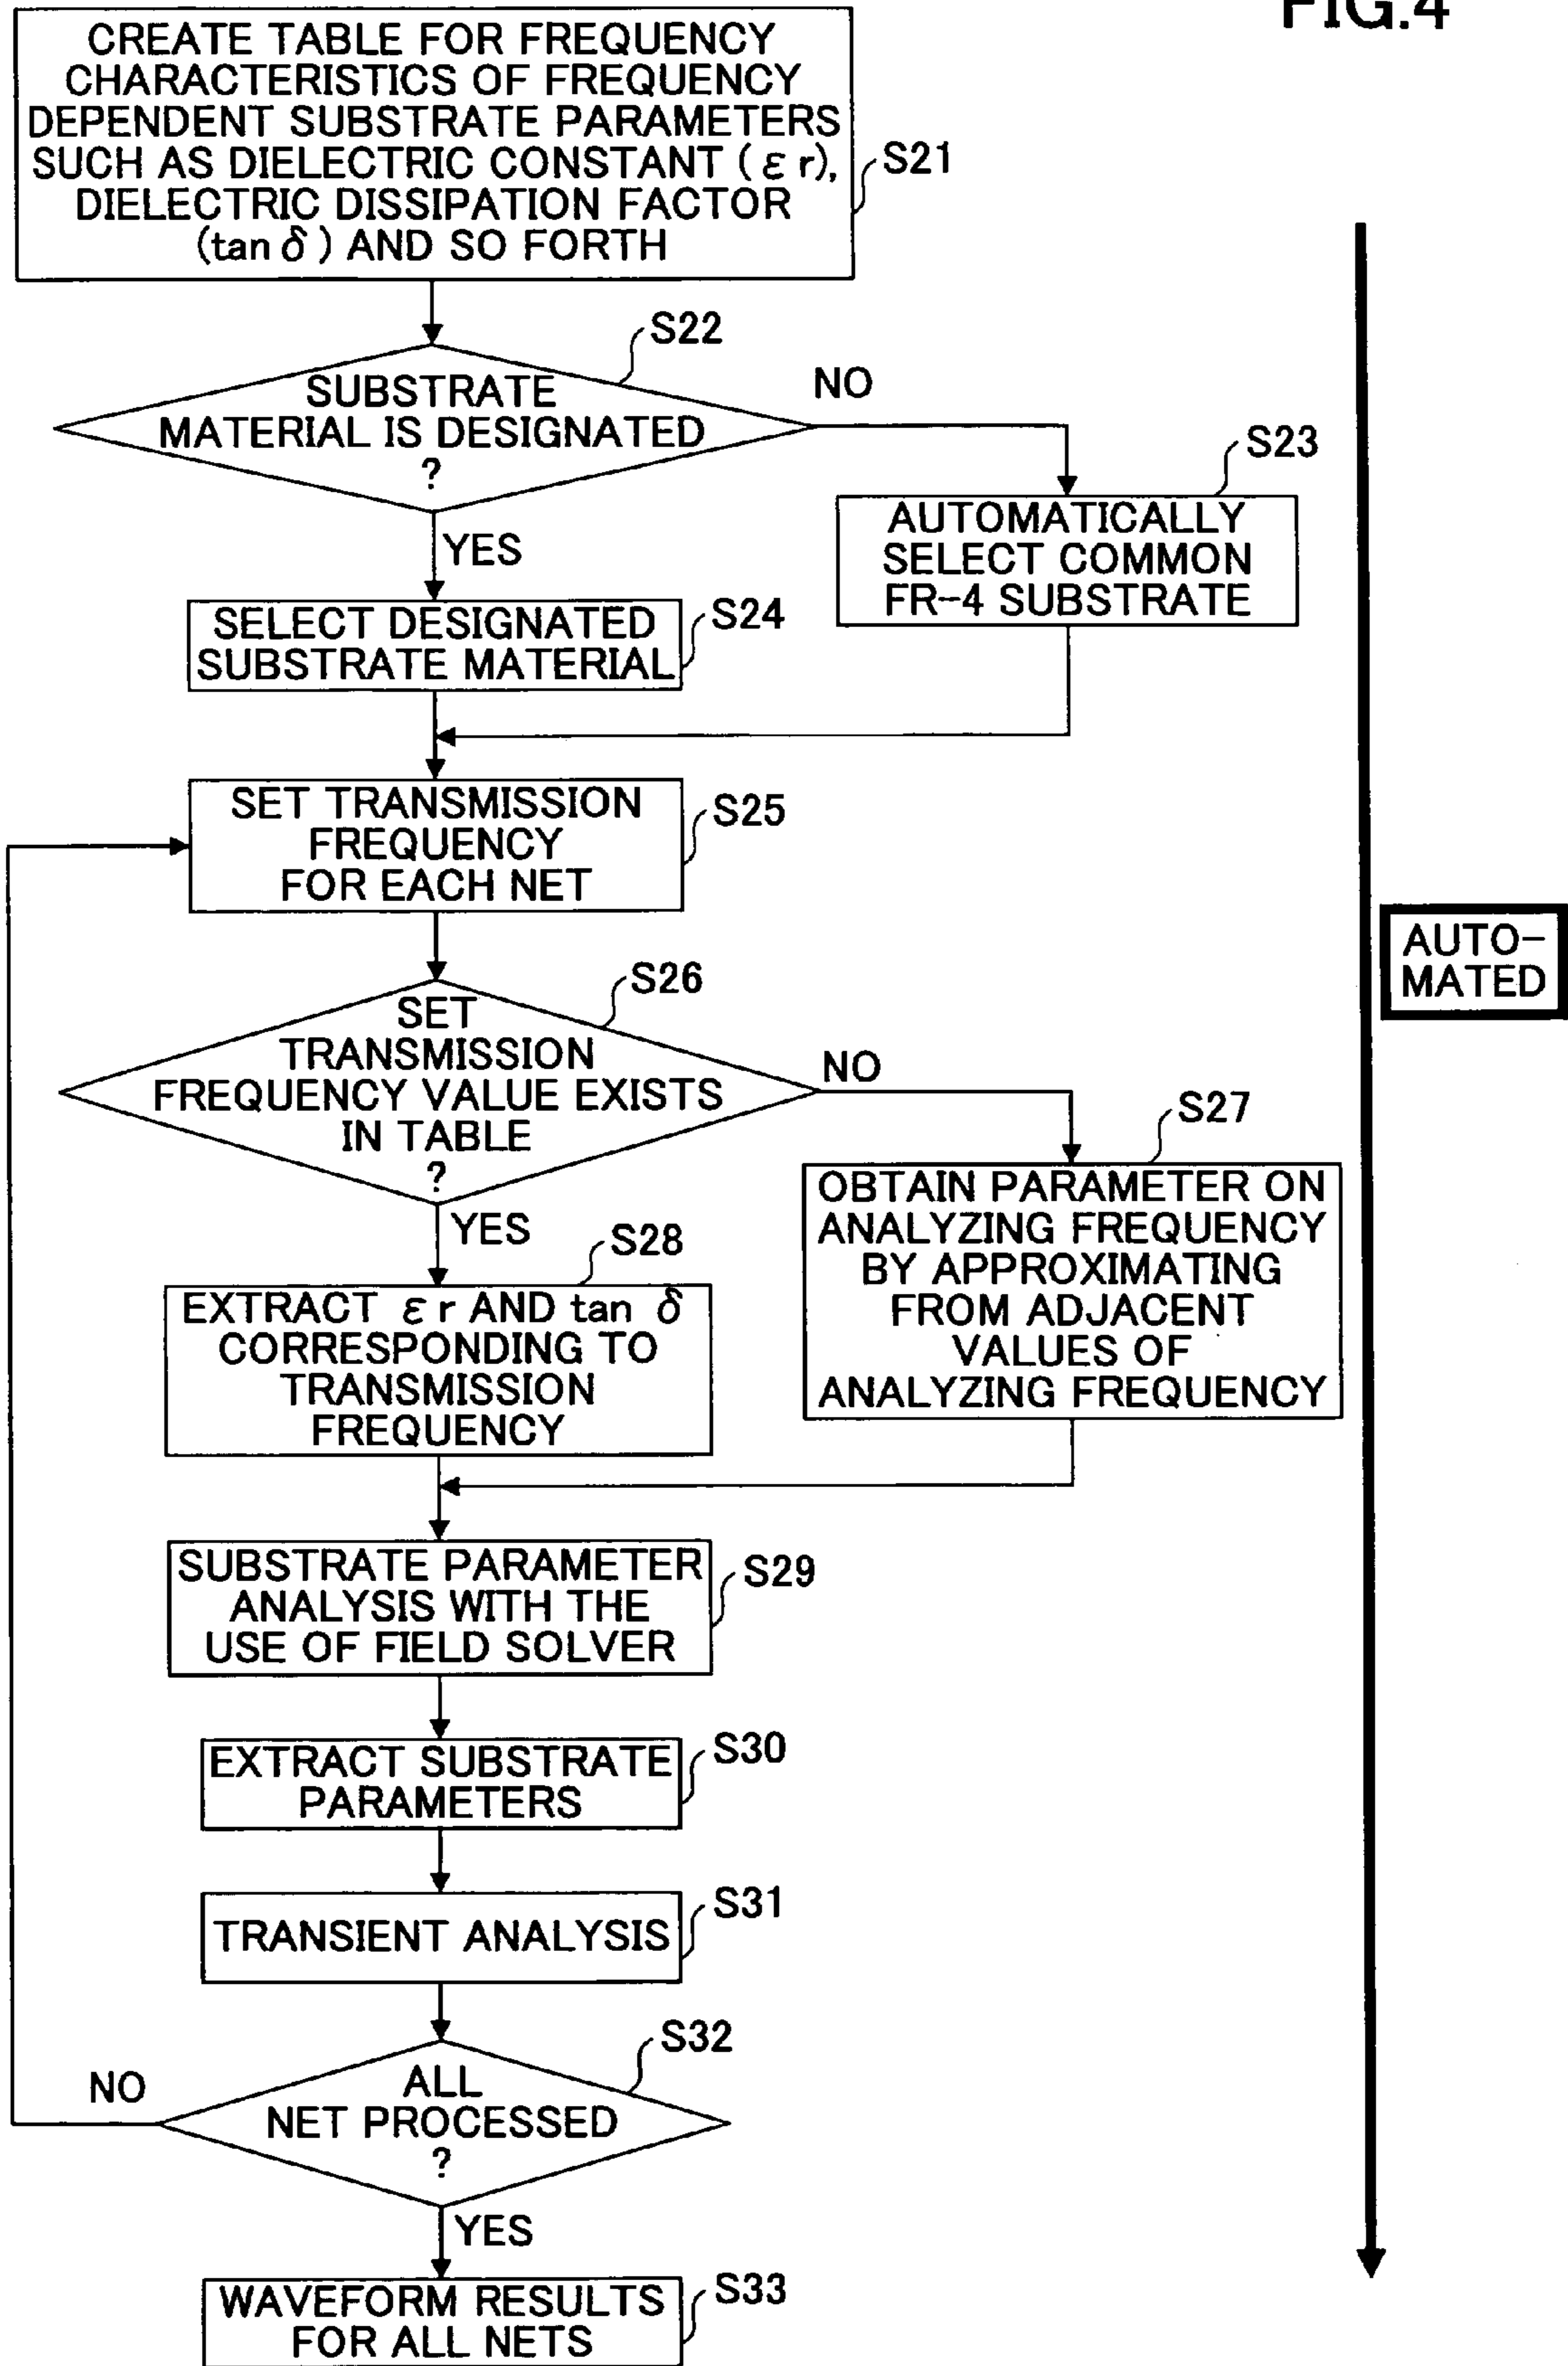 FIG.4
CREATE TABLE FOR FREQUENCY
CHARACTERISTICS OF FREQUENCY
DEPENDENT SUBSTRATE PARAMETERS
SUCH AS DIELECTRIC CONSTANT (εr),
DIELECTRIC DISSIPATION FACTOR
(tan δ) AND SO FORTH
S21
S22
SUBSTRATE
MATERIAL IS DESIGNATED
?
NO
YES
S23
AUTOMATICALLY
SELECT COMMON
FR-4 SUBSTRATE
S24
SELECT DESIGNATED
SUBSTRATE MATERIAL
SET TRANSMISSION
FREQUENCY
FOR EACH NET
S25
AUTO-
MATED
S26
SET
TRANSMISSION
FREQUENCY VALUE EXISTS
IN TABLE
?
NO
YES
S27
OBTAIN PARAMETER ON
ANALYZING FREQUENCY
BY APPROXIMATING
FROM ADJACENT
VALUES OF
ANALYZING FREQUENCY
S28
EXTRACT εr AND tan δ
CORRESPONDING TO
TRANSMISSION
FREQUENCY
SUBSTRATE PARAMETER
ANALYSIS WITH THE
USE OF FIELD SOLVER
S29
EXTRACT SUBSTRATE
PARAMETERS
S30
TRANSIENT ANALYSIS
S31
S32
ALL
NET PROCESSED
?
NO
YES
WAVEFORM RESULTS
FOR ALL NETS
S33